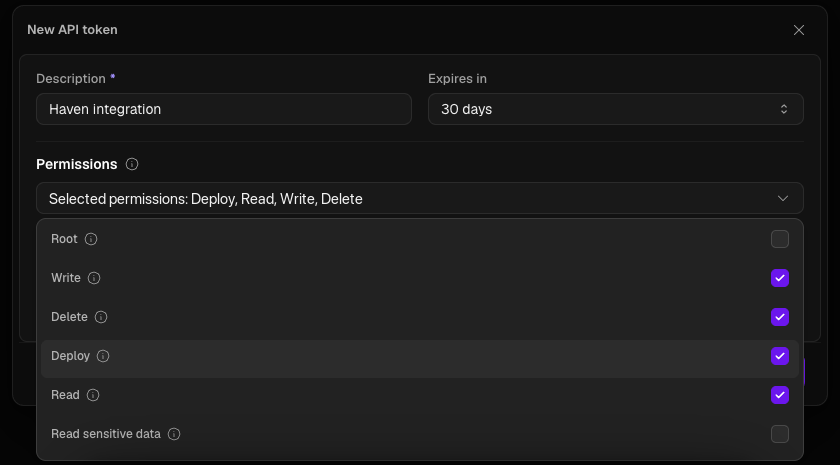 New API token
Description *
Expires in
Haven integration
30 days
Permissions
Selected permissions: Deploy, Read, Write, Delete
Root
Write
Delete
Deploy
Read
Read sensitive data